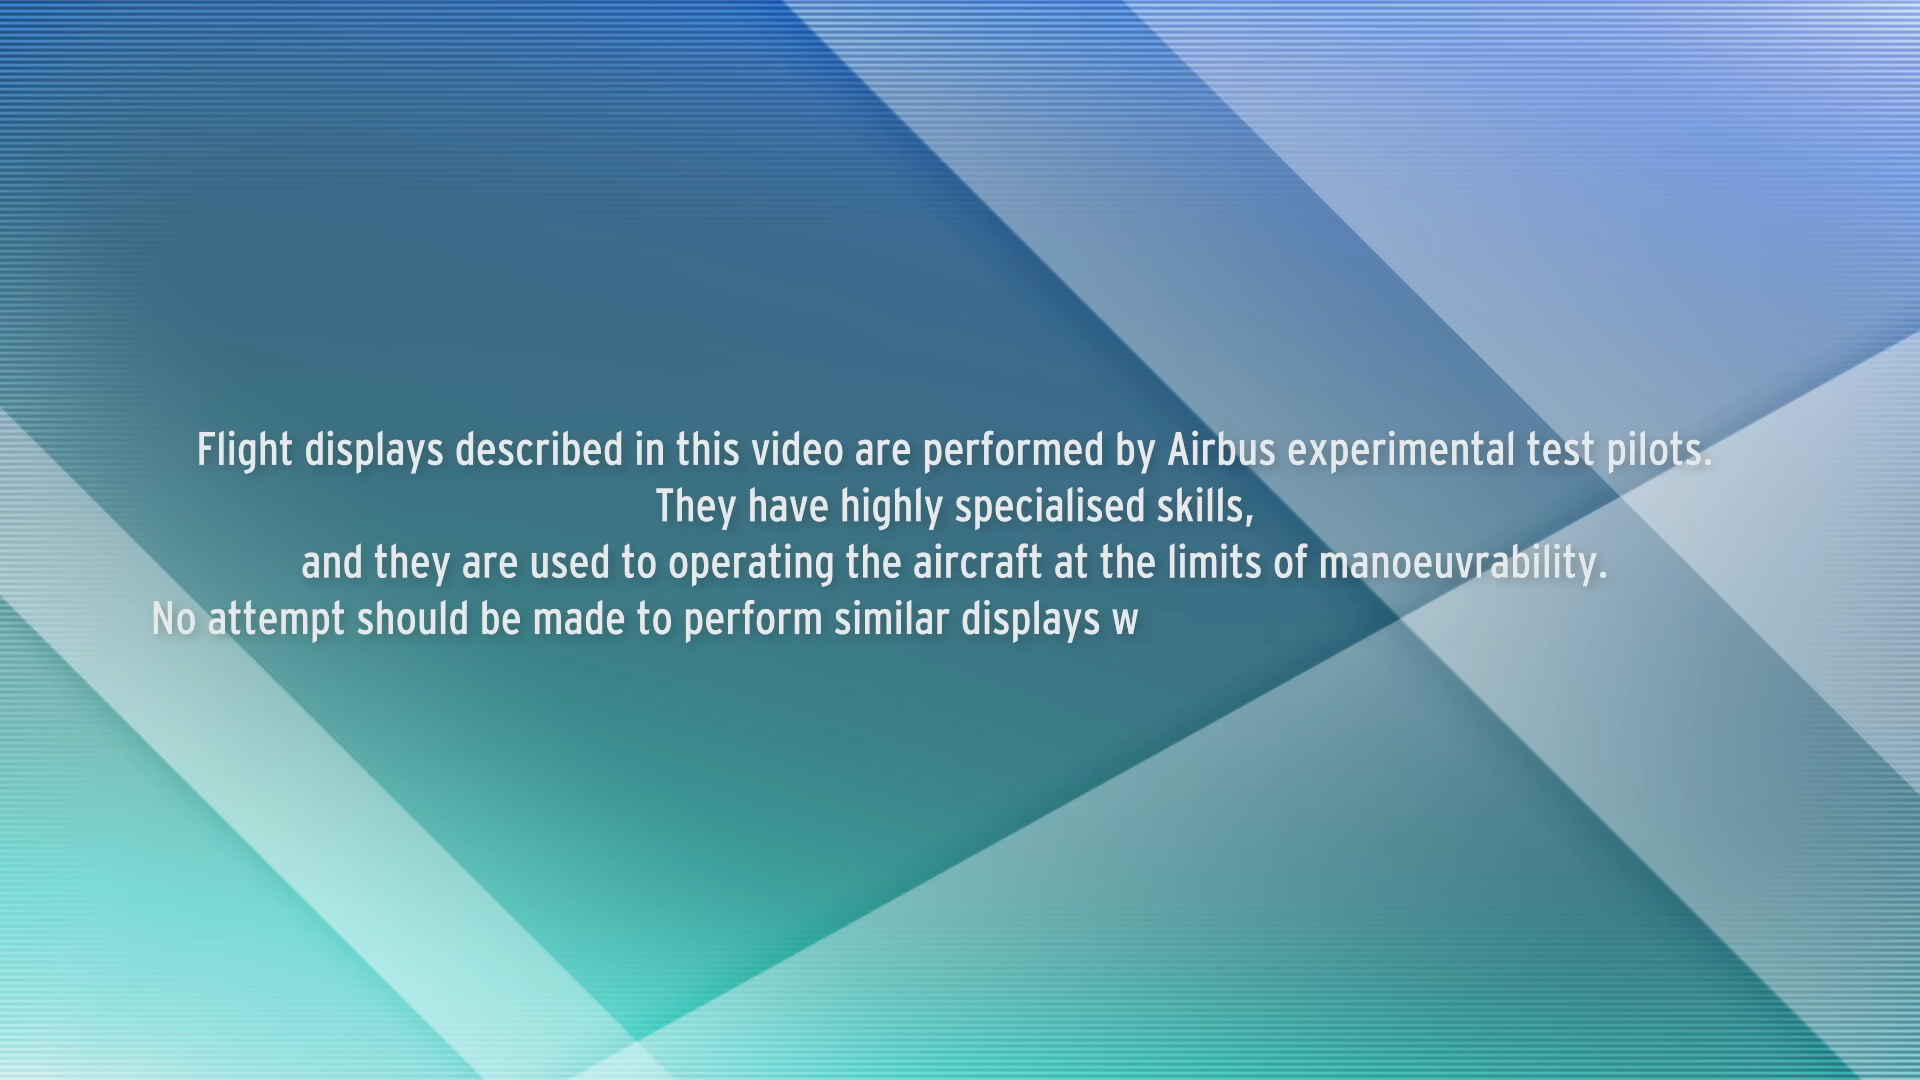 Flight displays described in this video are performed by Airbus experimental test pilots.
They have highly specialised skills,
and they are used to operating the aircraft at the limits of manoeuvrability.
No attempt should be made to perform similar displays w